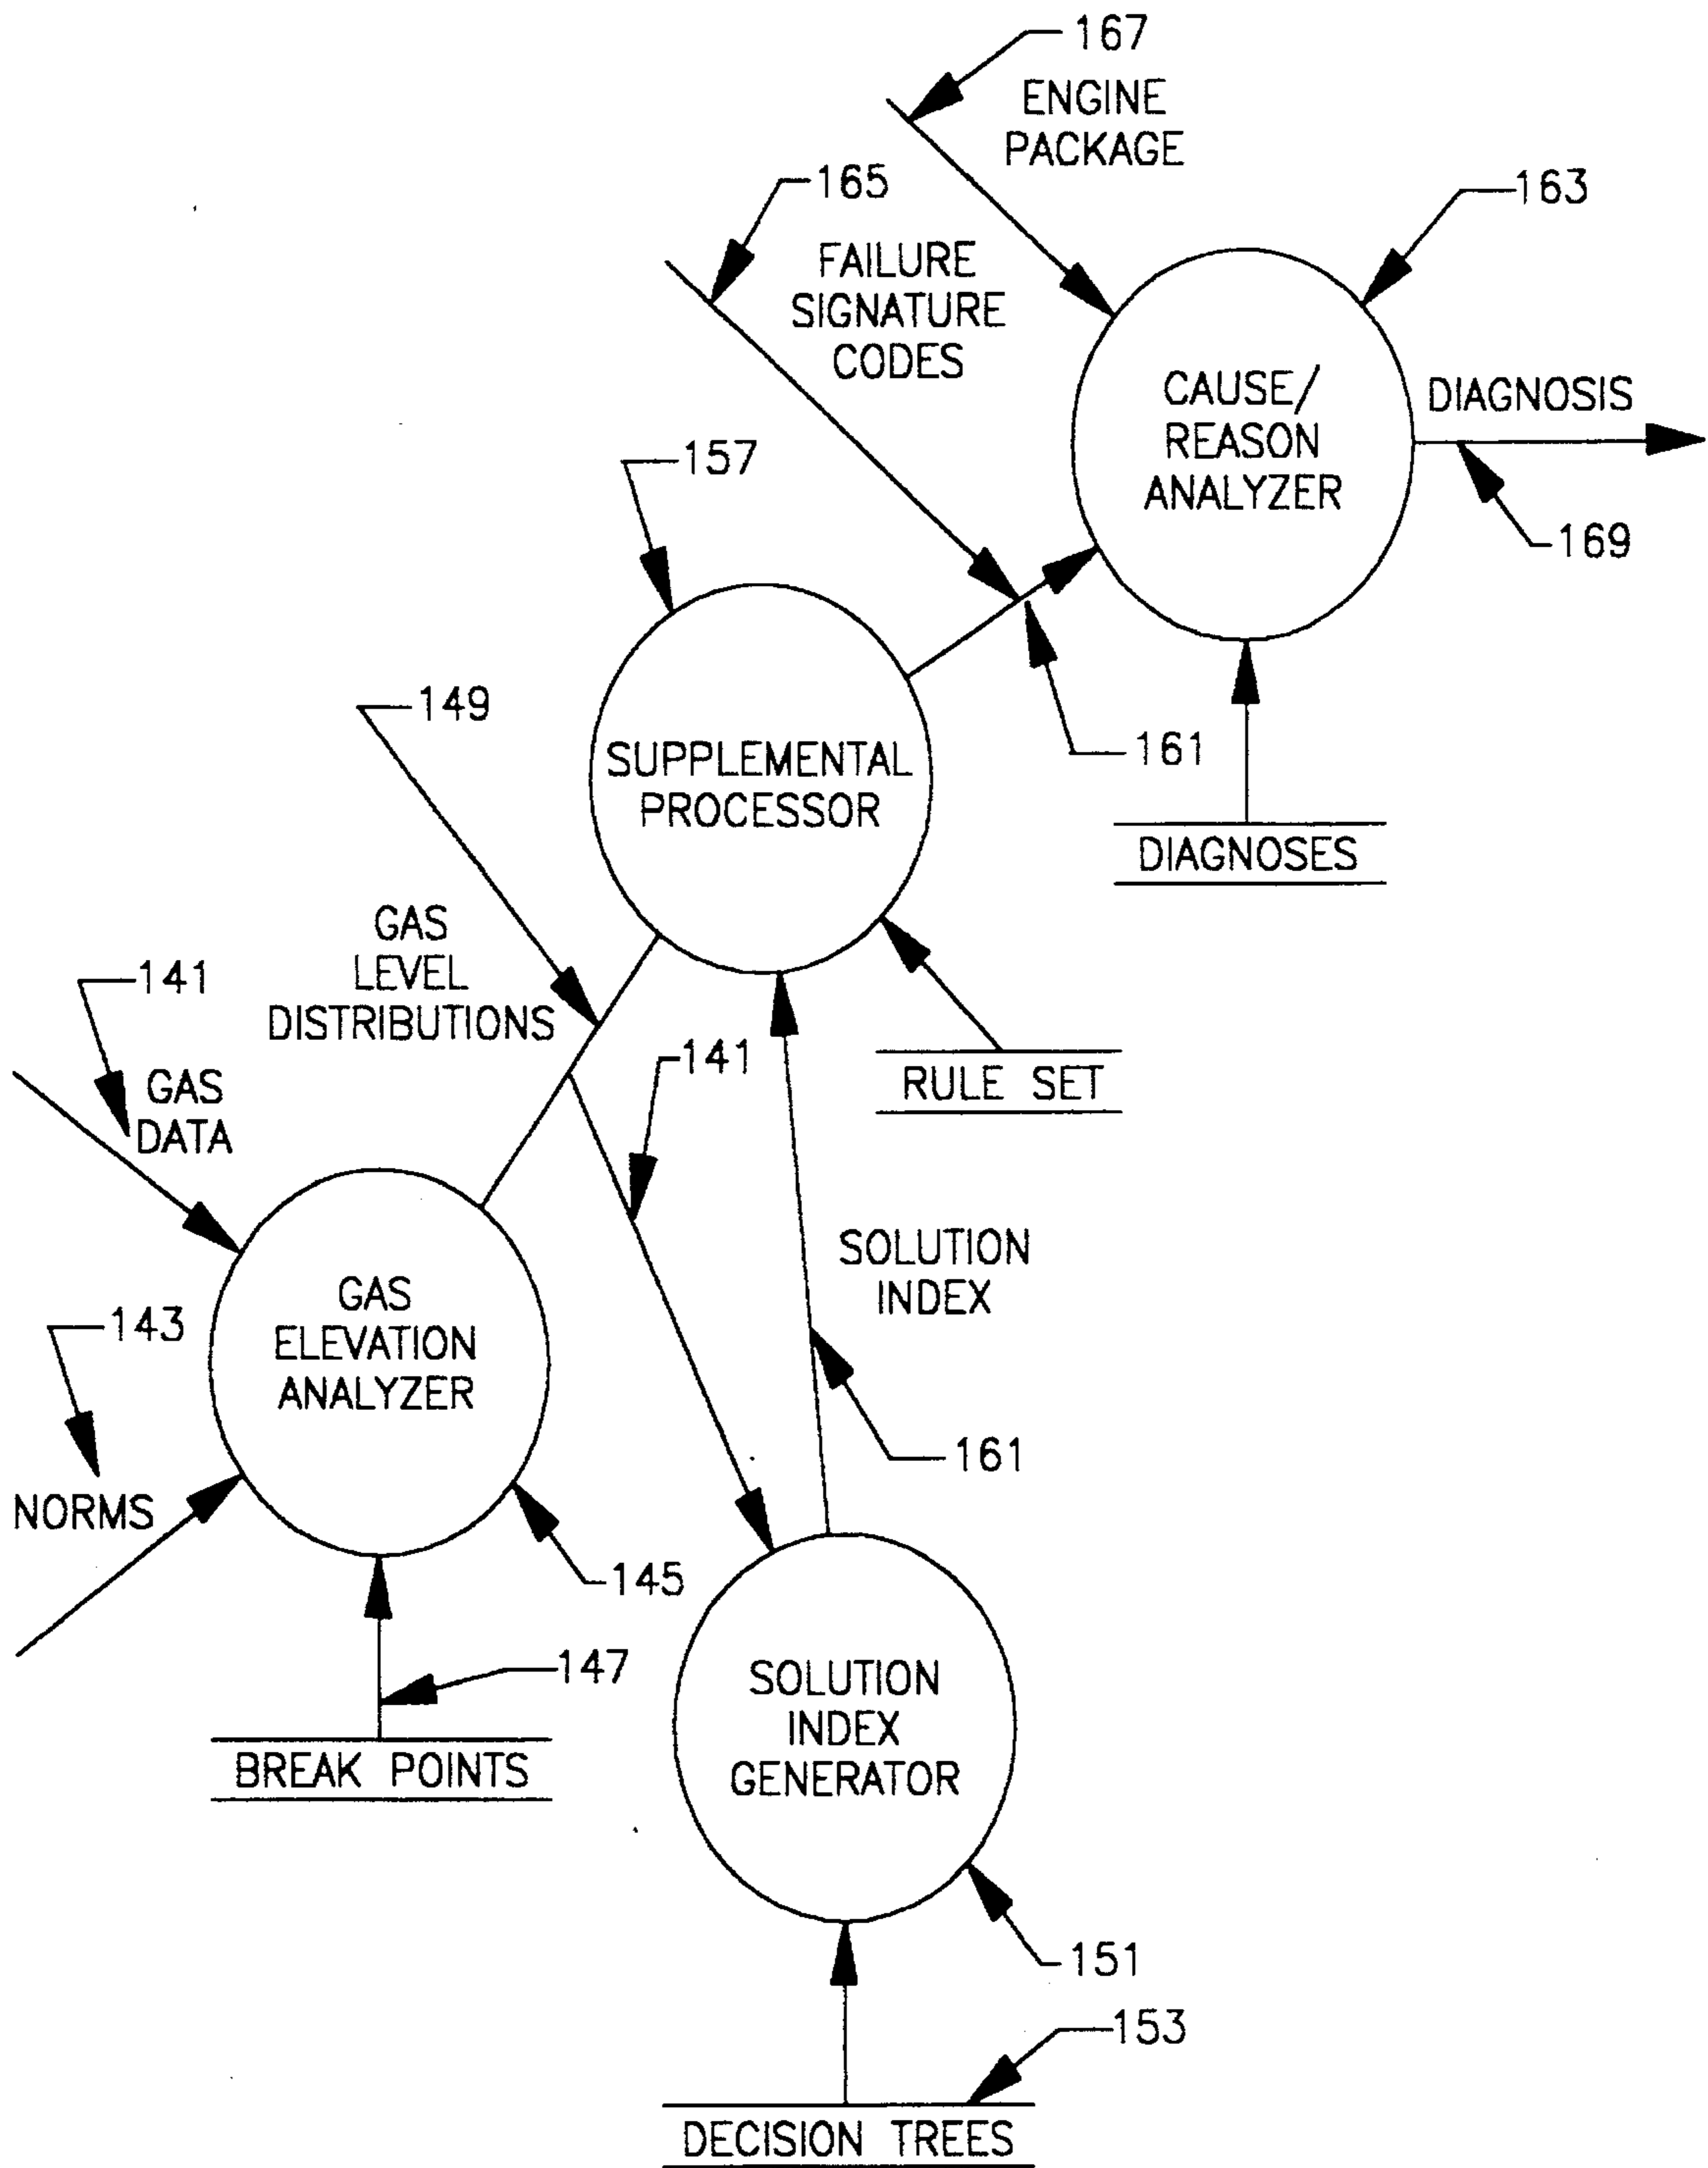 167
ENGINE
PACKAGE
165
163
FAILURE
SIGNATURE
CODES
CAUSE/
REASON
ANALYZER
DIAGNOSIS
157
169
149
161
SUPPLEMENTAL
PROCESSOR
DIAGNOSES
GAS
LEVEL
DISTRIBUTIONS
141
141
GAS
DATA
RULE SET
SOLUTION
INDEX
GAS
ELEVATION
ANALYZER
143
161
NORMS
145
147
SOLUTION
INDEX
GENERATOR
BREAK POINTS
151
153
DECISION TREES